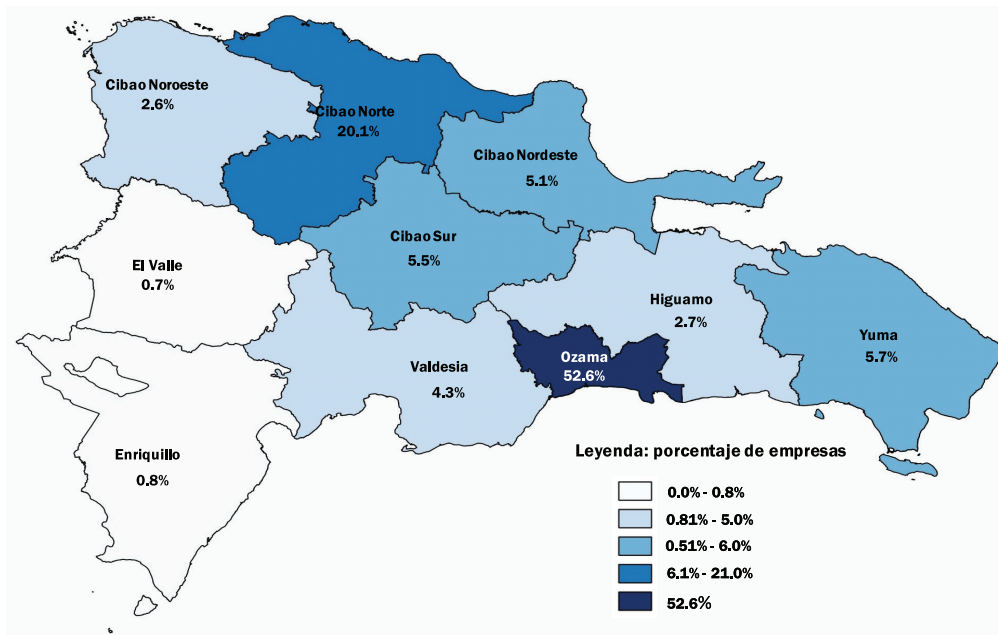 Cibao Noroeste
2.6%
Cibao Norte
20.1%
Cibao Nordeste
5.1%
Cibao Sur
5.5%
El Valle
0.7%
Higuamo
2.7%
Yuma
5.7%
Ozama
52.6%
Valdesia
4.3%
Enriquillo
0.8%
Leyenda: porcentaje de empresas
0.0% - 0.8%
0.81% - 5.0%
0.51% - 6.0%
6.1% - 21.0%
52.6%